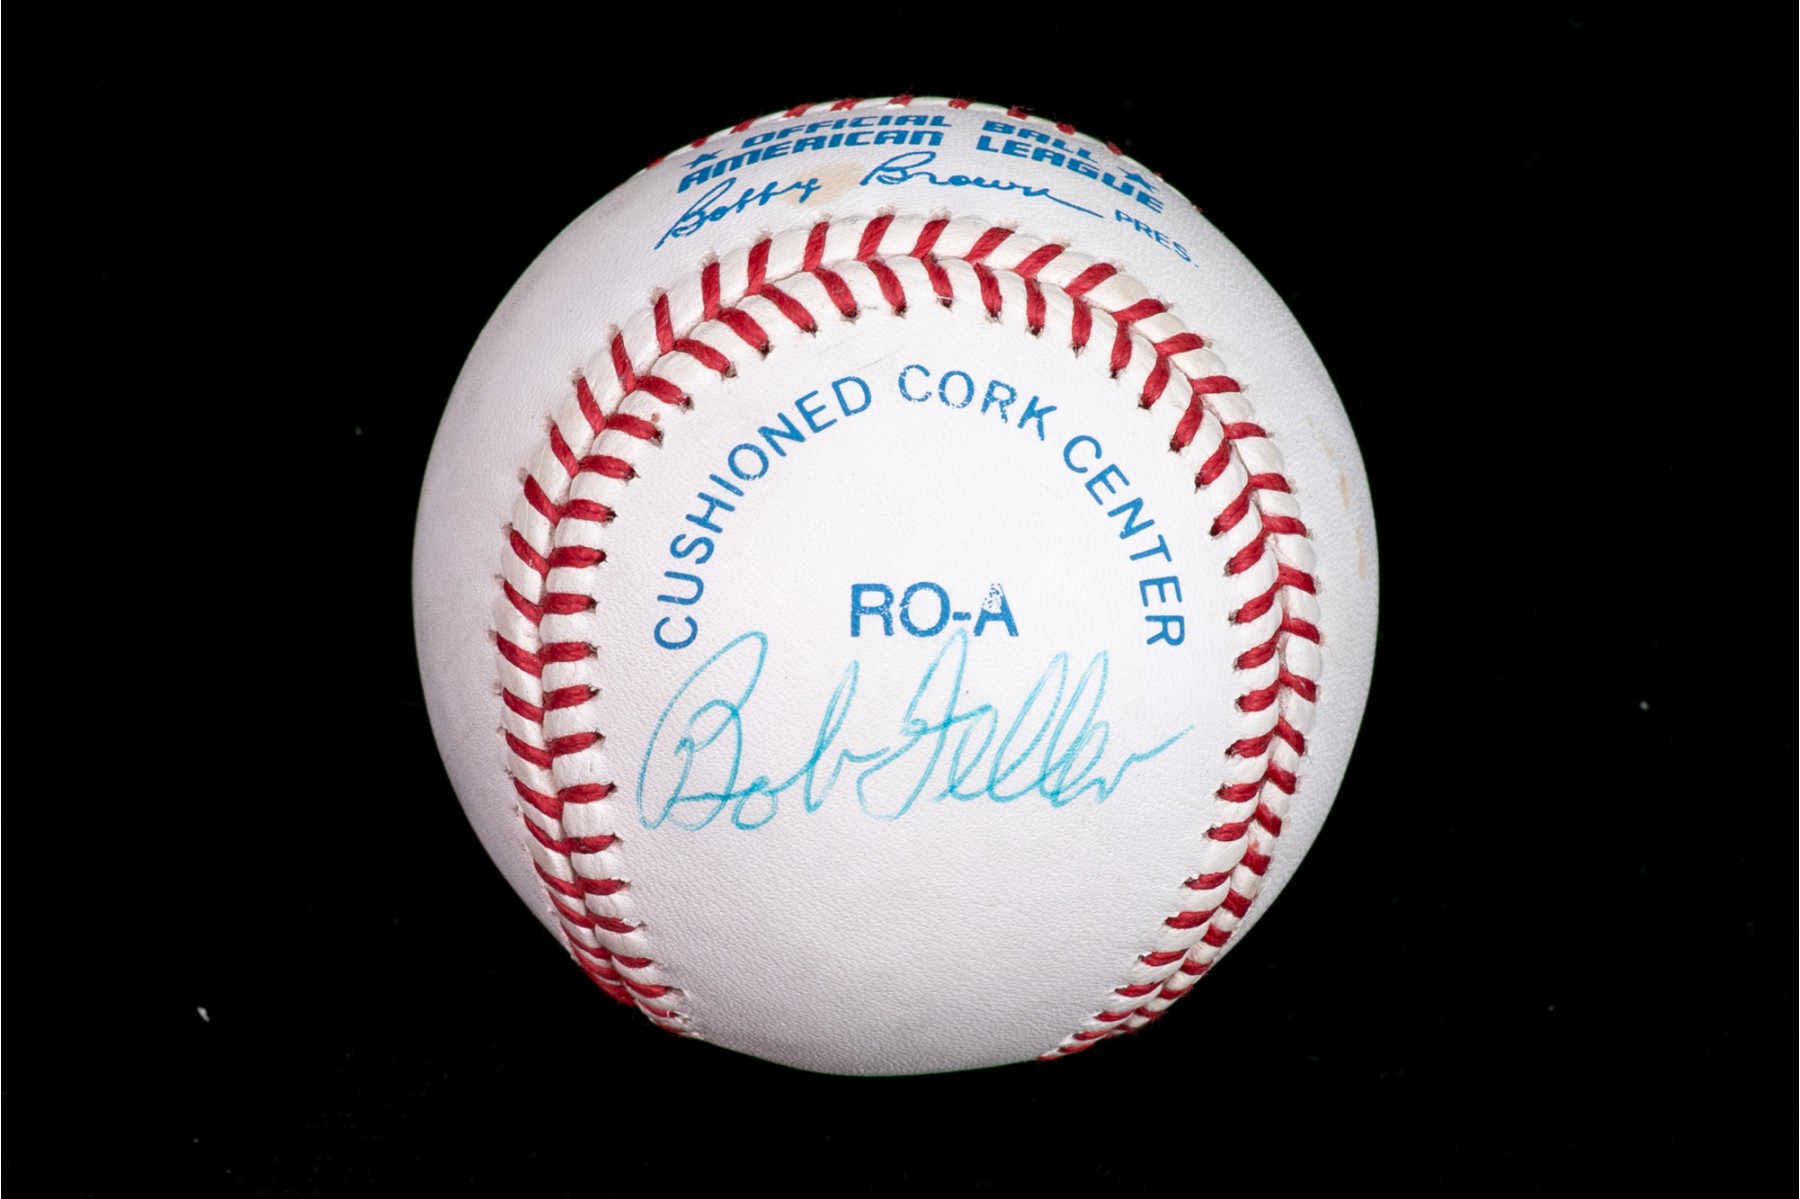 ★ OFFICIAL BALL ★
AMERICAN LEAGUE
Bobby Brown PRES.
CUSHIONED CORK CENTER
RO-A
Bob Feller